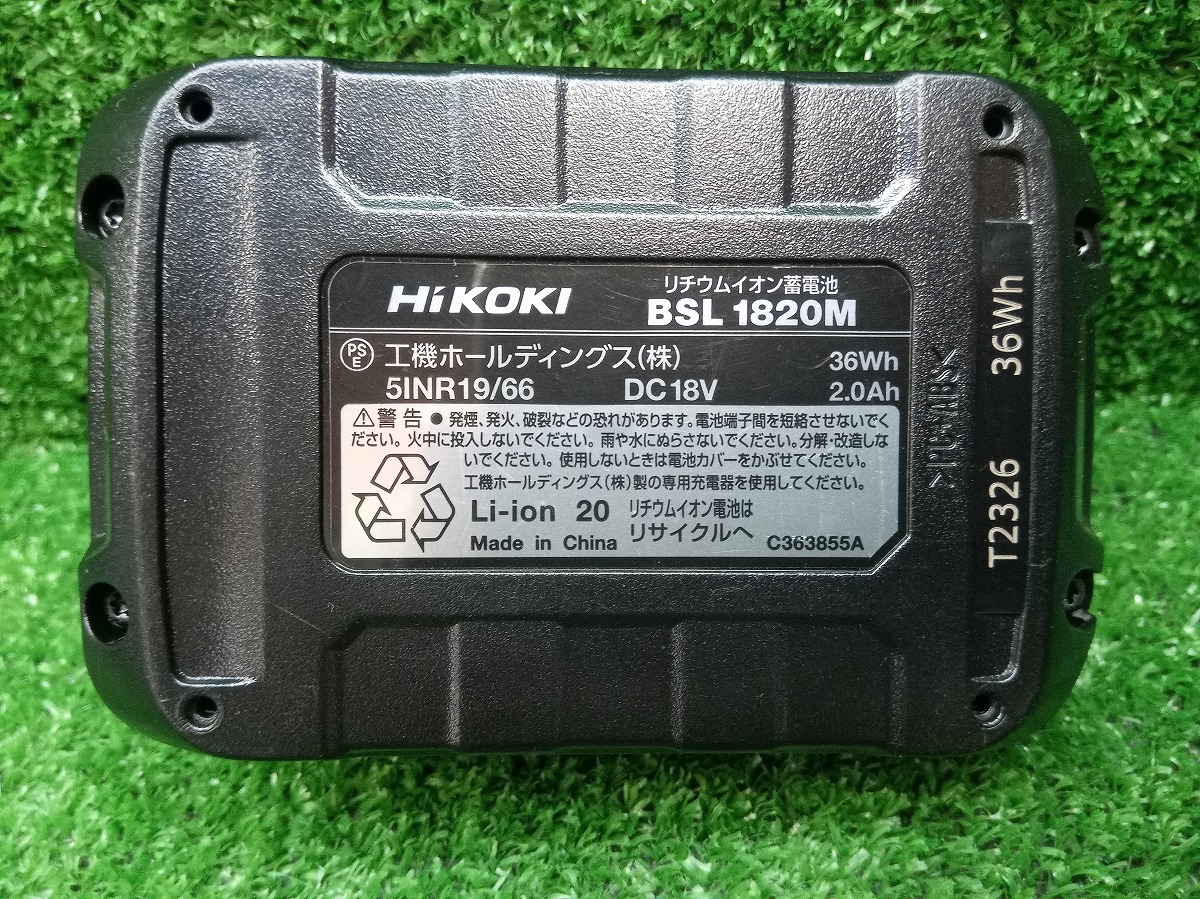 HiKOKI
リチウムイオン蓄電池
BSL 1820M
PS
E
工機ホールディングス(株)
36Wh
5INR19/66 DC18V 2.0Ah
⚠警告 ●発煙、発火、破裂などの恐れがあります。電池端子間を短絡させないでく
ださい。火中に投入しないでください。雨や水にぬらさないでください。分解・改造しな
いでください。使用しないときは電池カバーをかぶせてください。
工機ホールディングス(株)製の専用充電器を使用してください。
Li-ion 20 リチウムイオン電池は
リサイクルへ
Made in China C363855A
>PC+ABS<
T2326 36Wh